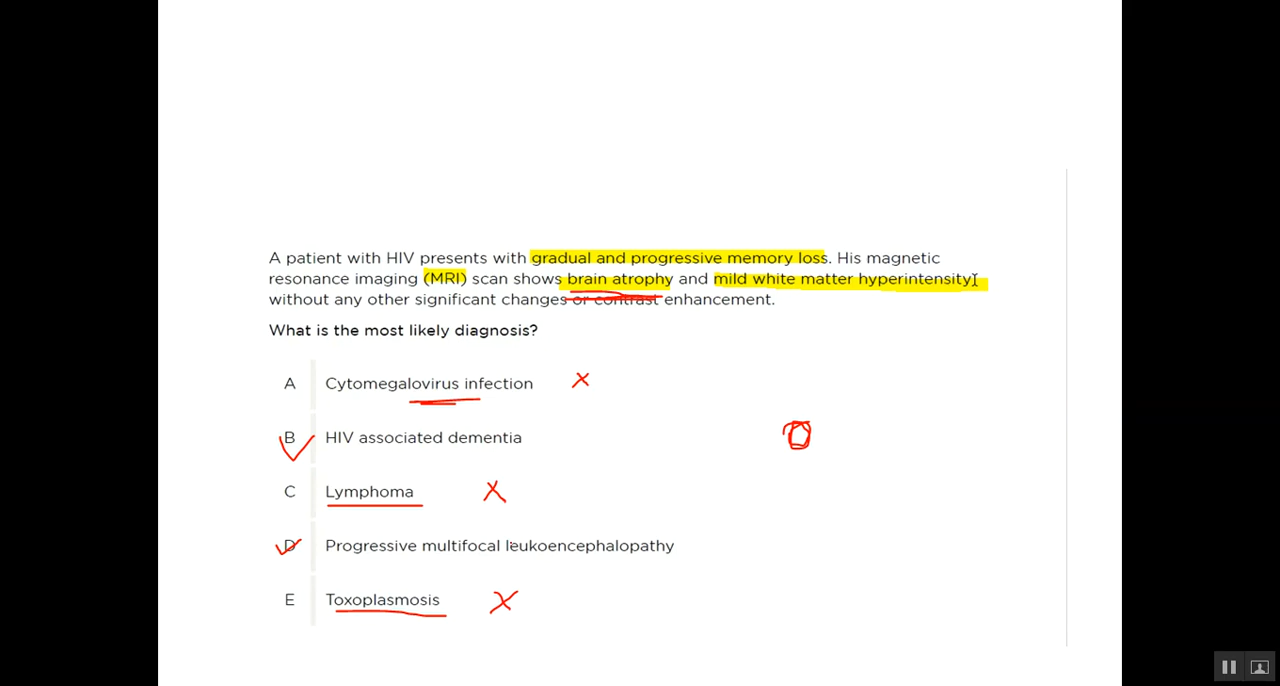 A patient with HIV presents with gradual and progressive memory loss. His magnetic
resonance imaging (MRI) scan shows brain atrophy and mild white matter hyperintensity
without any other significant changes or contrast enhancement.
What is the most likely diagnosis?
A Cytomegalovirus infection
B HIV associated dementia
C Lymphoma
D Progressive multifocal leukoencephalopathy
E Toxoplasmosis